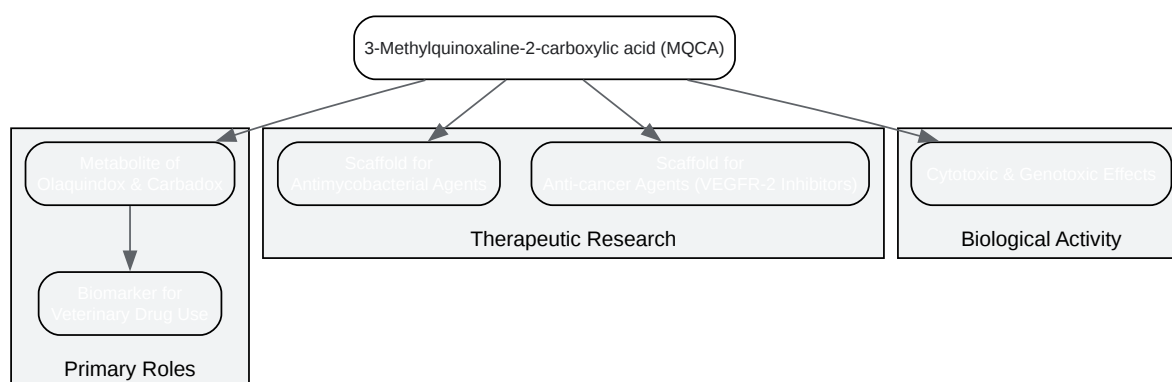 3-Methylquinoxaline-2-carboxylic acid (MQCA)
Metabolite of
Olaquindox & Carbadox
Biomarker for
Veterinary Drug Use
Primary Roles
Scaffold for
Antimycobacterial Agents
Scaffold for
Anti-cancer Agents (VEGFR-2 Inhibitors)
Therapeutic Research
Cytotoxic & Genotoxic Effects
Biological Activity